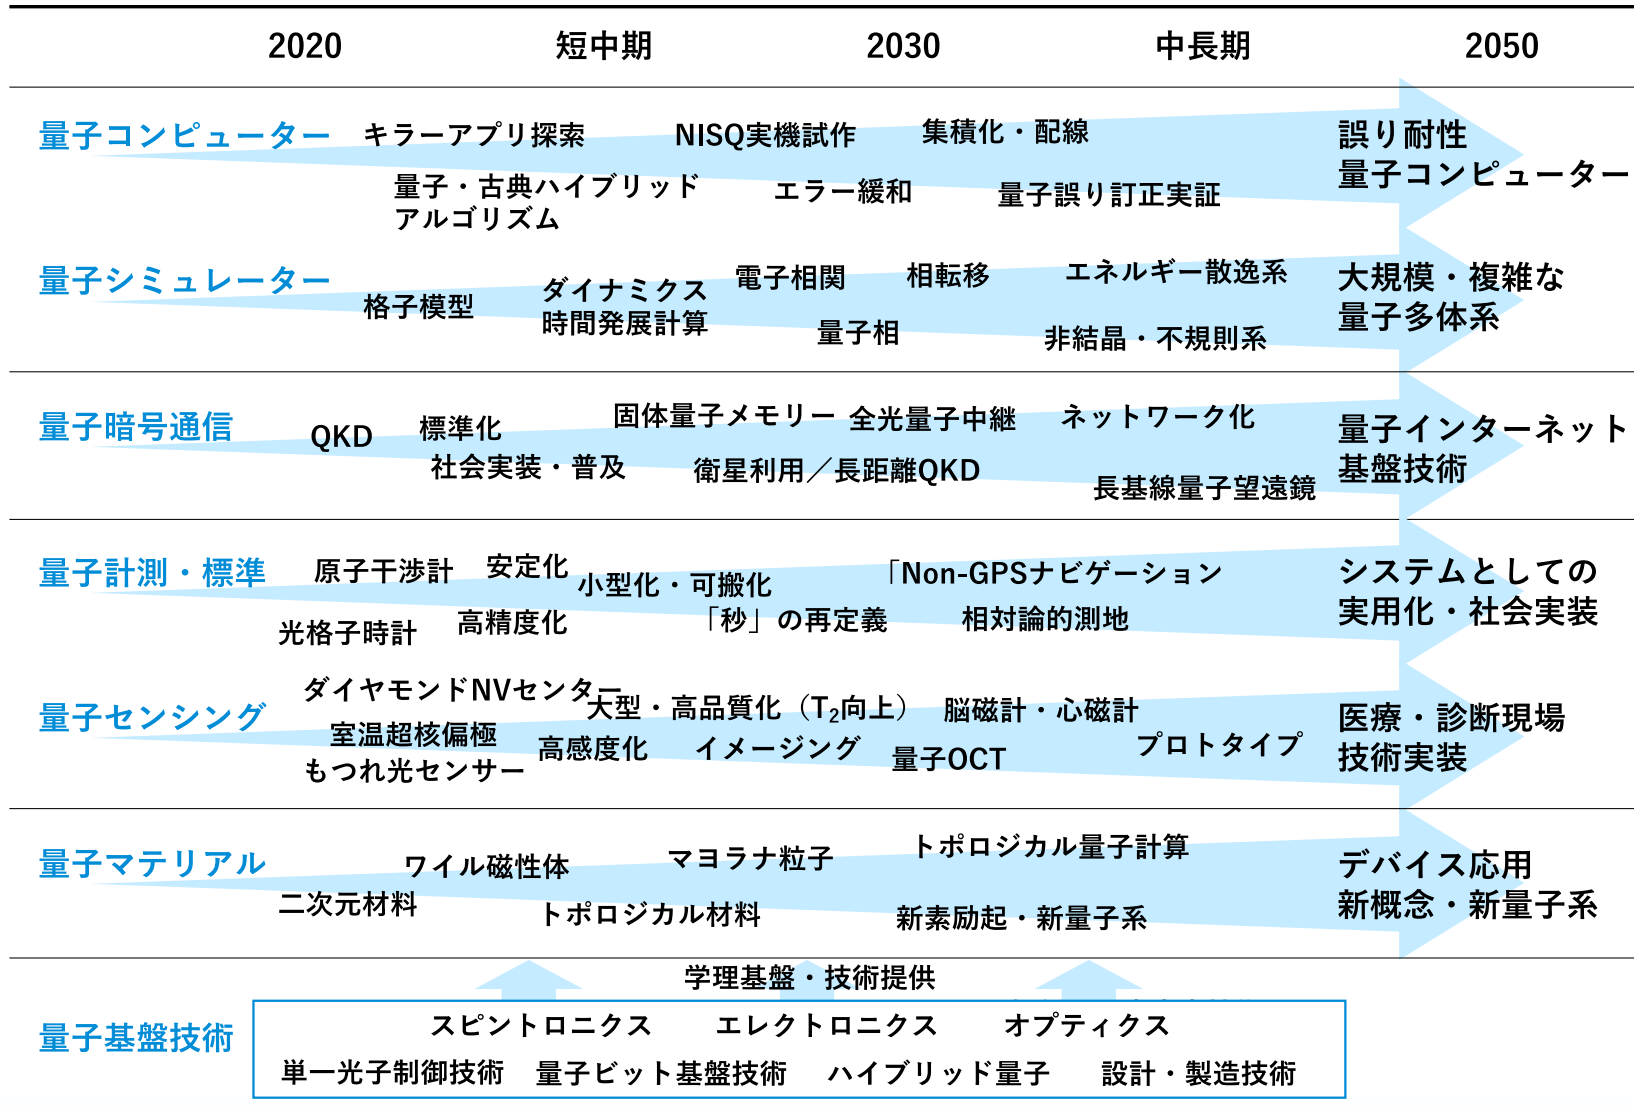 2020 短中期 2030 中長期 2050
量子コンピューター
キラーアプリ探索
NISQ実機試作
集積化・配線
量子・古典ハイブリッド
アルゴリズム
エラー緩和
量子誤り訂正実証
誤り耐性
量子コンピューター
量子シミュレーター
格子模型
ダイナミクス
時間発展計算
電子相関
相転移
エネルギー散逸系
量子相
非結晶・不規則系
大規模・複雑な
量子多体系
量子暗号通信
QKD
標準化
固体量子メモリー
全光量子中継
ネットワーク化
社会実装・普及
衛星利用／長距離QKD
長基線量子望遠鏡
量子インターネット
基盤技術
量子計測・標準
原子干渉計
安定化
小型化・可搬化
「Non-GPSナビゲーション
光格子時計
高精度化
「秒」の再定義
相対論的測地
システムとしての
実用化・社会実装
量子センシング
ダイヤモンドNVセンター
大型・高品質化（T₂向上）
脳磁計・心磁計
室温超核偏極
高感度化
イメージング
量子OCT
プロトタイプ
もつれ光センサー
医療・診断現場
技術実装
量子マテリアル
ワイル磁性体
マヨラナ粒子
トポロジカル量子計算
二次元材料
トポロジカル材料
新素励起・新量子系
デバイス応用
新概念・新量子系
学理基盤・技術提供
量子基盤技術
スピントロニクス エレクトロニクス オプティクス
単一光子制御技術 量子ビット基盤技術 ハイブリッド量子 設計・製造技術